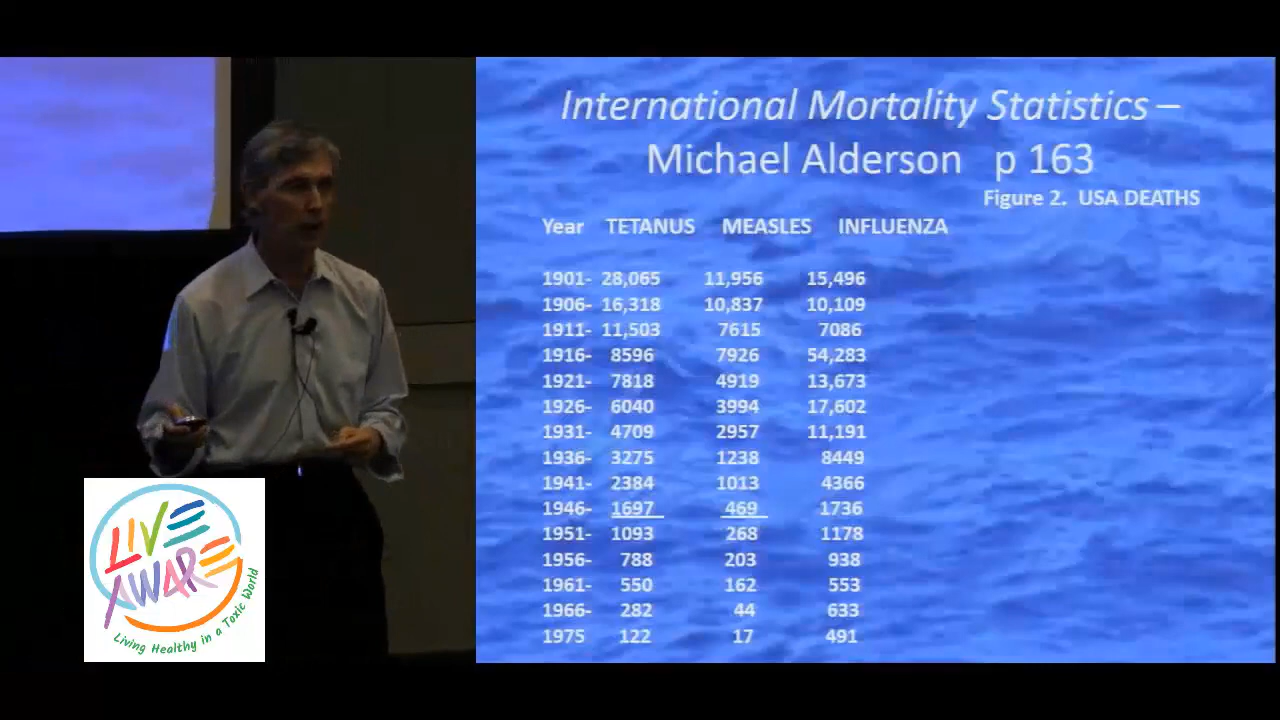 International Mortality Statistics –
Michael Alderson p 163
Figure 2. USA DEATHS
Year TETANUS MEASLES INFLUENZA
1901- 28,065 11,956 15,496
1906- 16,318 10,837 10,109
1911- 11,503 7615 7086
1916- 8596 7926 54,283
1921- 7818 4919 13,673
1926- 6040 3994 17,602
1931- 4709 2957 11,191
1936- 3275 1238 8449
1941- 2384 1013 4366
1946- 1697 469 1736
1951- 1093 268 1178
1956- 788 203 938
1961- 550 162 553
1966- 282 44 633
1975 122 17 491
LIVE
AWARE
Living Healthy in a Toxic World